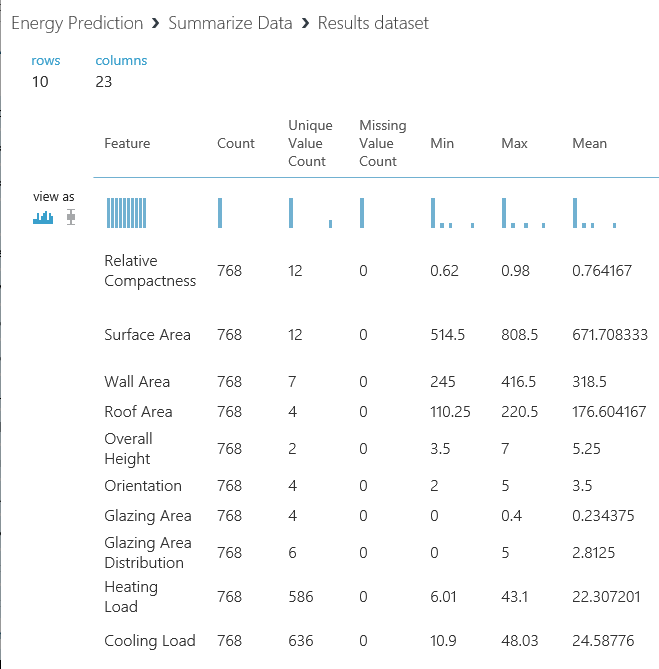 Energy Prediction › Summarize Data › Results dataset
rows columns
10 23
Feature Count Unique Value Count Missing Value Count Min Max Mean
view as
Relative Compactness 768 12 0 0.62 0.98 0.764167
Surface Area 768 12 0 514.5 808.5 671.708333
Wall Area 768 7 0 245 416.5 318.5
Roof Area 768 4 0 110.25 220.5 176.604167
Overall Height 768 2 0 3.5 7 5.25
Orientation 768 4 0 2 5 3.5
Glazing Area 768 4 0 0 0.4 0.234375
Glazing Area Distribution 768 6 0 0 5 2.8125
Heating Load 768 586 0 6.01 43.1 22.307201
Cooling Load 768 636 0 10.9 48.03 24.58776